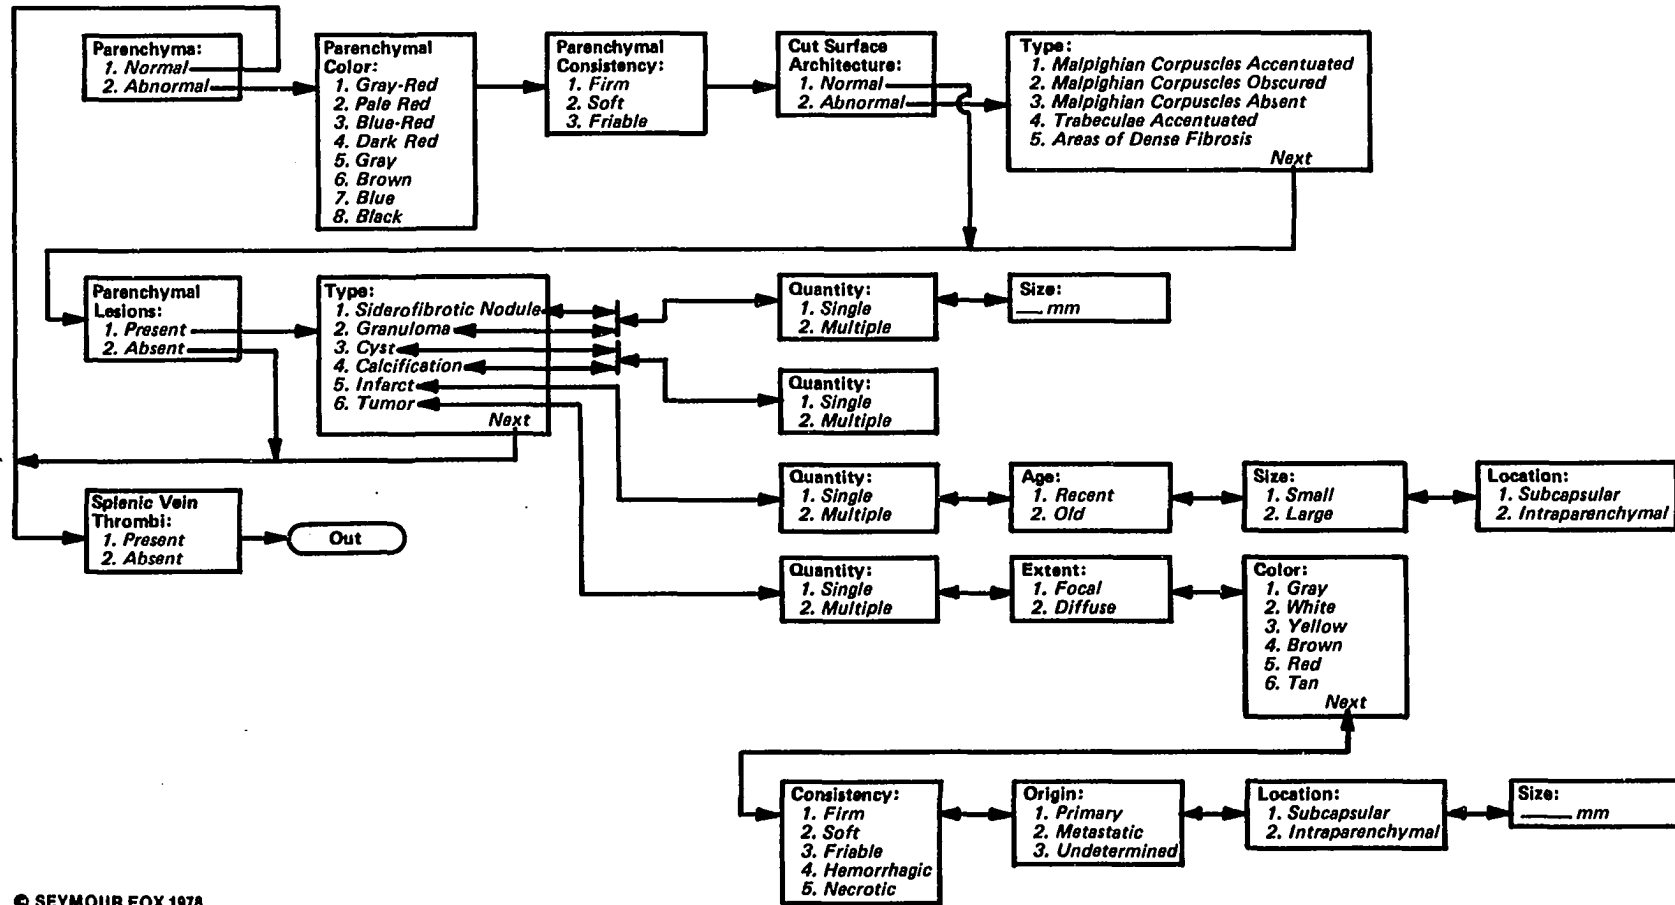 Parenchyma:
1. Normal
2. Abnormal
Parenchymal
Color:
1. Gray-Red
2. Pale Red
3. Blue-Red
4. Dark Red
5. Gray
6. Brown
7. Blue
8. Black
Parenchymal
Consistency:
1. Firm
2. Soft
3. Friable
Cut Surface
Architecture:
1. Normal
2. Abnormal
Type:
1. Malpighian Corpuscles Accentuated
2. Malpighian Corpuscles Obscured
3. Malpighian Corpuscles Absent
4. Trabeculae Accentuated
5. Areas of Dense Fibrosis
Next
Parenchymal
Lesions:
1. Present
2. Absent
Type:
1. Siderofibrotic Nodule
2. Granuloma
3. Cyst
4. Calcification
5. Infarct
6. Tumor
Next
Quantity:
1. Single
2. Multiple
Size:
___ mm
Quantity:
1. Single
2. Multiple
Quantity:
1. Single
2. Multiple
Age:
1. Recent
2. Old
Size:
1. Small
2. Large
Location:
1. Subcapsular
2. Intraparenchymal
Splenic Vein
Thrombi:
1. Present
2. Absent
Out
Quantity:
1. Single
2. Multiple
Extent:
1. Focal
2. Diffuse
Color:
1. Gray
2. White
3. Yellow
4. Brown
5. Red
6. Tan
Next
Consistency:
1. Firm
2. Soft
3. Friable
4. Hemorrhagic
5. Necrotic
Origin:
1. Primary
2. Metastatic
3. Undetermined
Location:
1. Subcapsular
2. Intraparenchymal
Size:
____ mm
© SEYMOUR FOX 1978